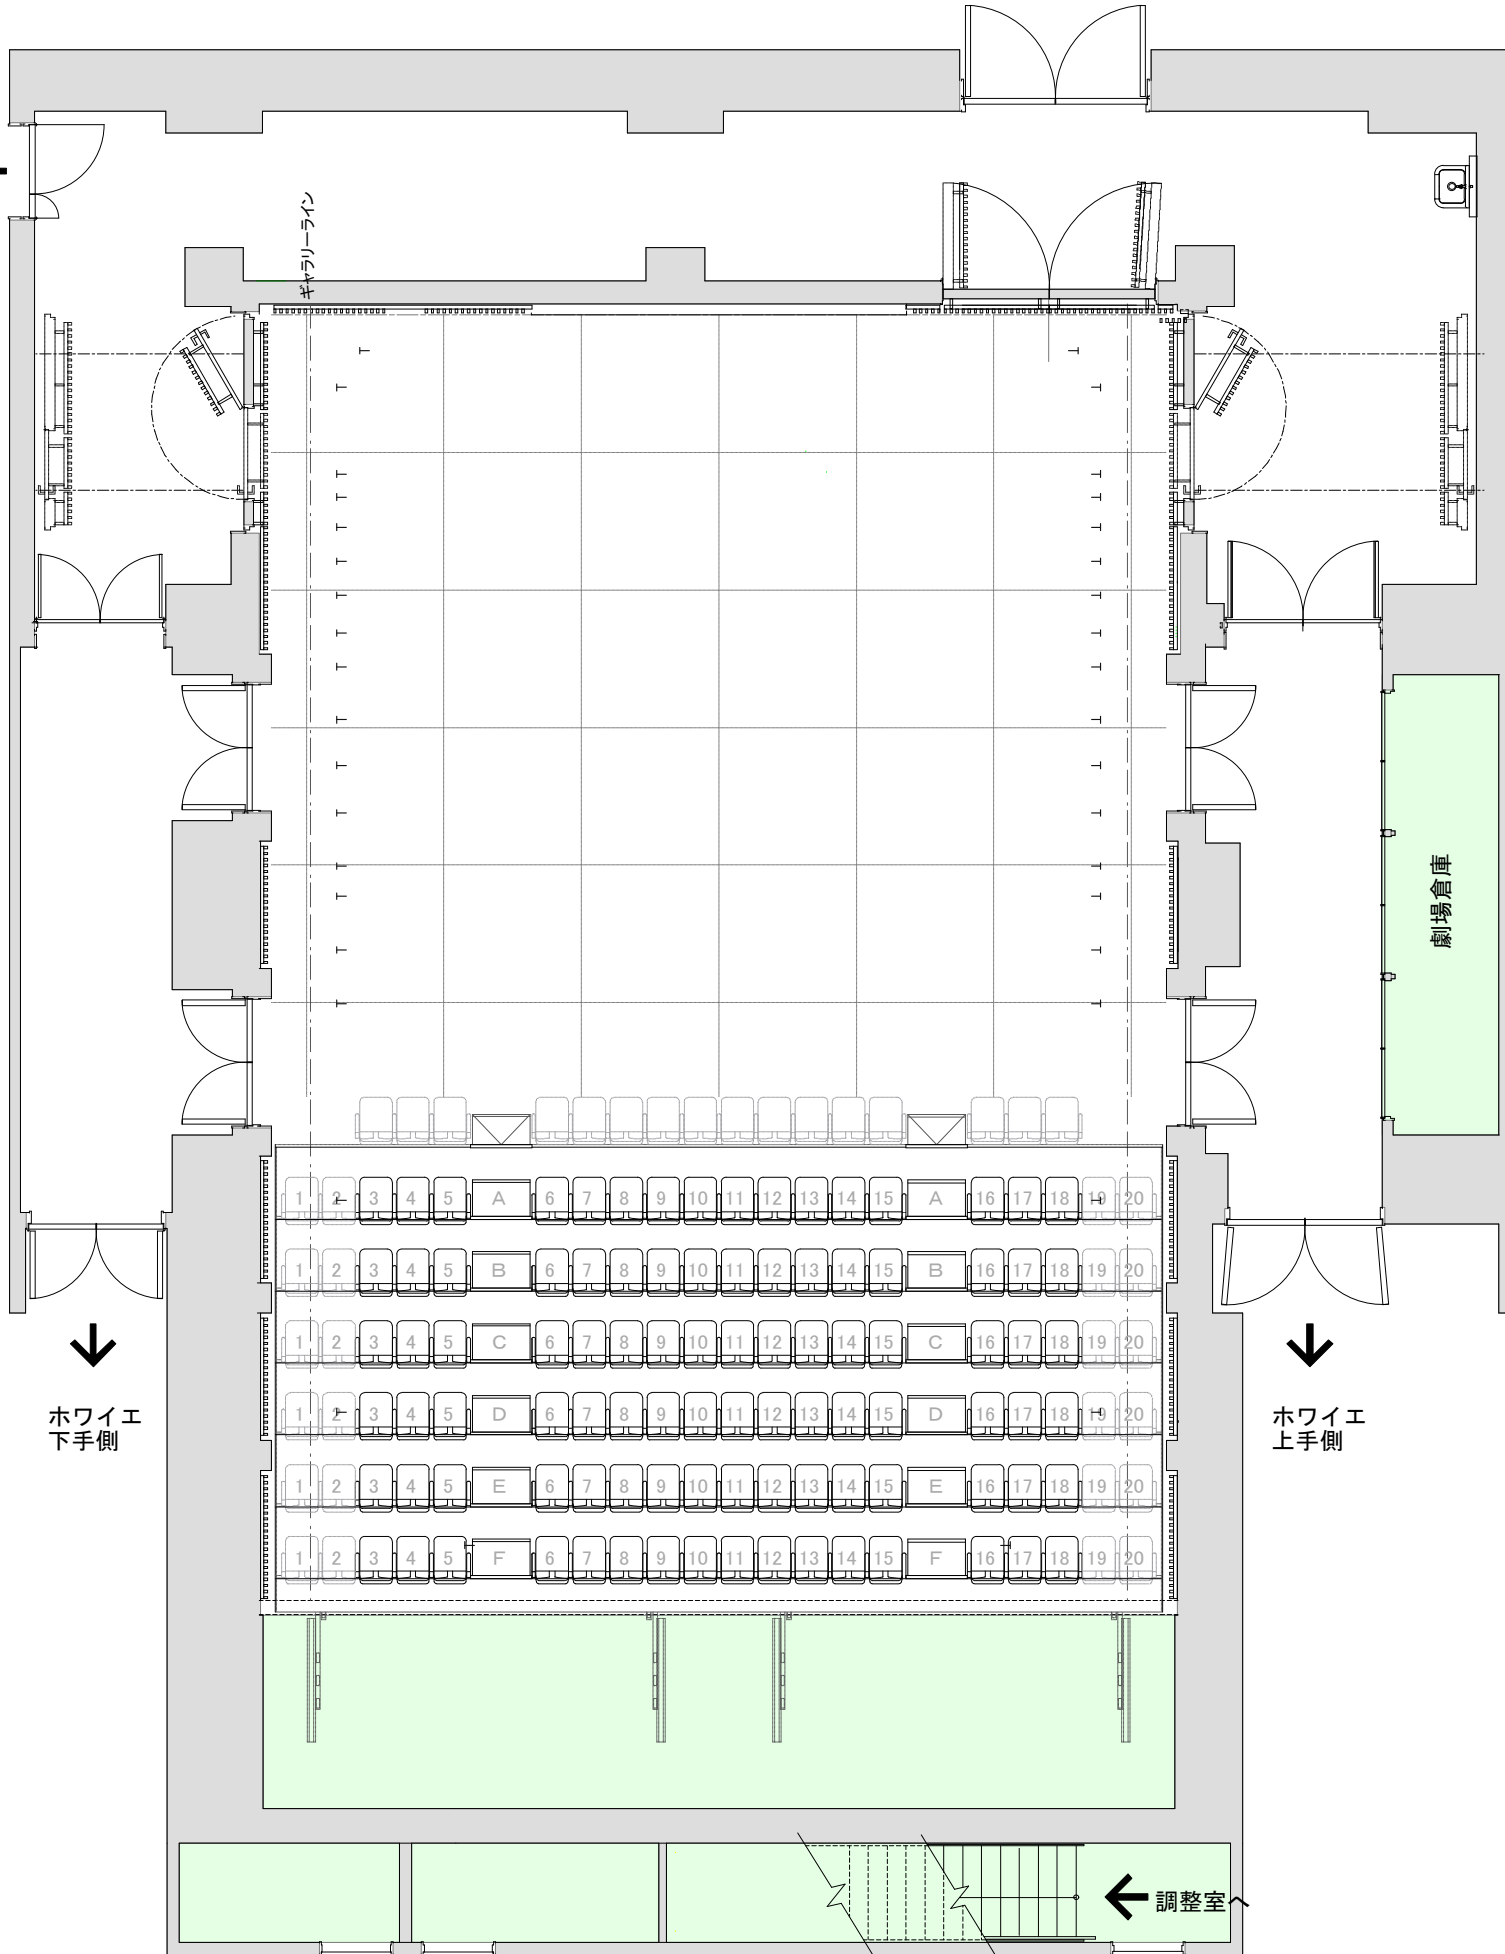 ギャラリーライン
劇場倉庫
1 2 3 4 5 A 6 7 8 9 10 11 12 13 14 15 A 16 17 18 19 20
1 2 3 4 5 B 6 7 8 9 10 11 12 13 14 15 B 16 17 18 19 20
1 2 3 4 5 C 6 7 8 9 10 11 12 13 14 15 C 16 17 18 19 20
ホワイエ
下手側
1 2 3 4 5 D 6 7 8 9 10 11 12 13 14 15 D 16 17 18 19 20
ホワイエ
上手側
1 2 3 4 5 E 6 7 8 9 10 11 12 13 14 15 E 16 17 18 19 20
1 2 3 4 5 F 6 7 8 9 10 11 12 13 14 15 F 16 17 18 19 20
調整室へ